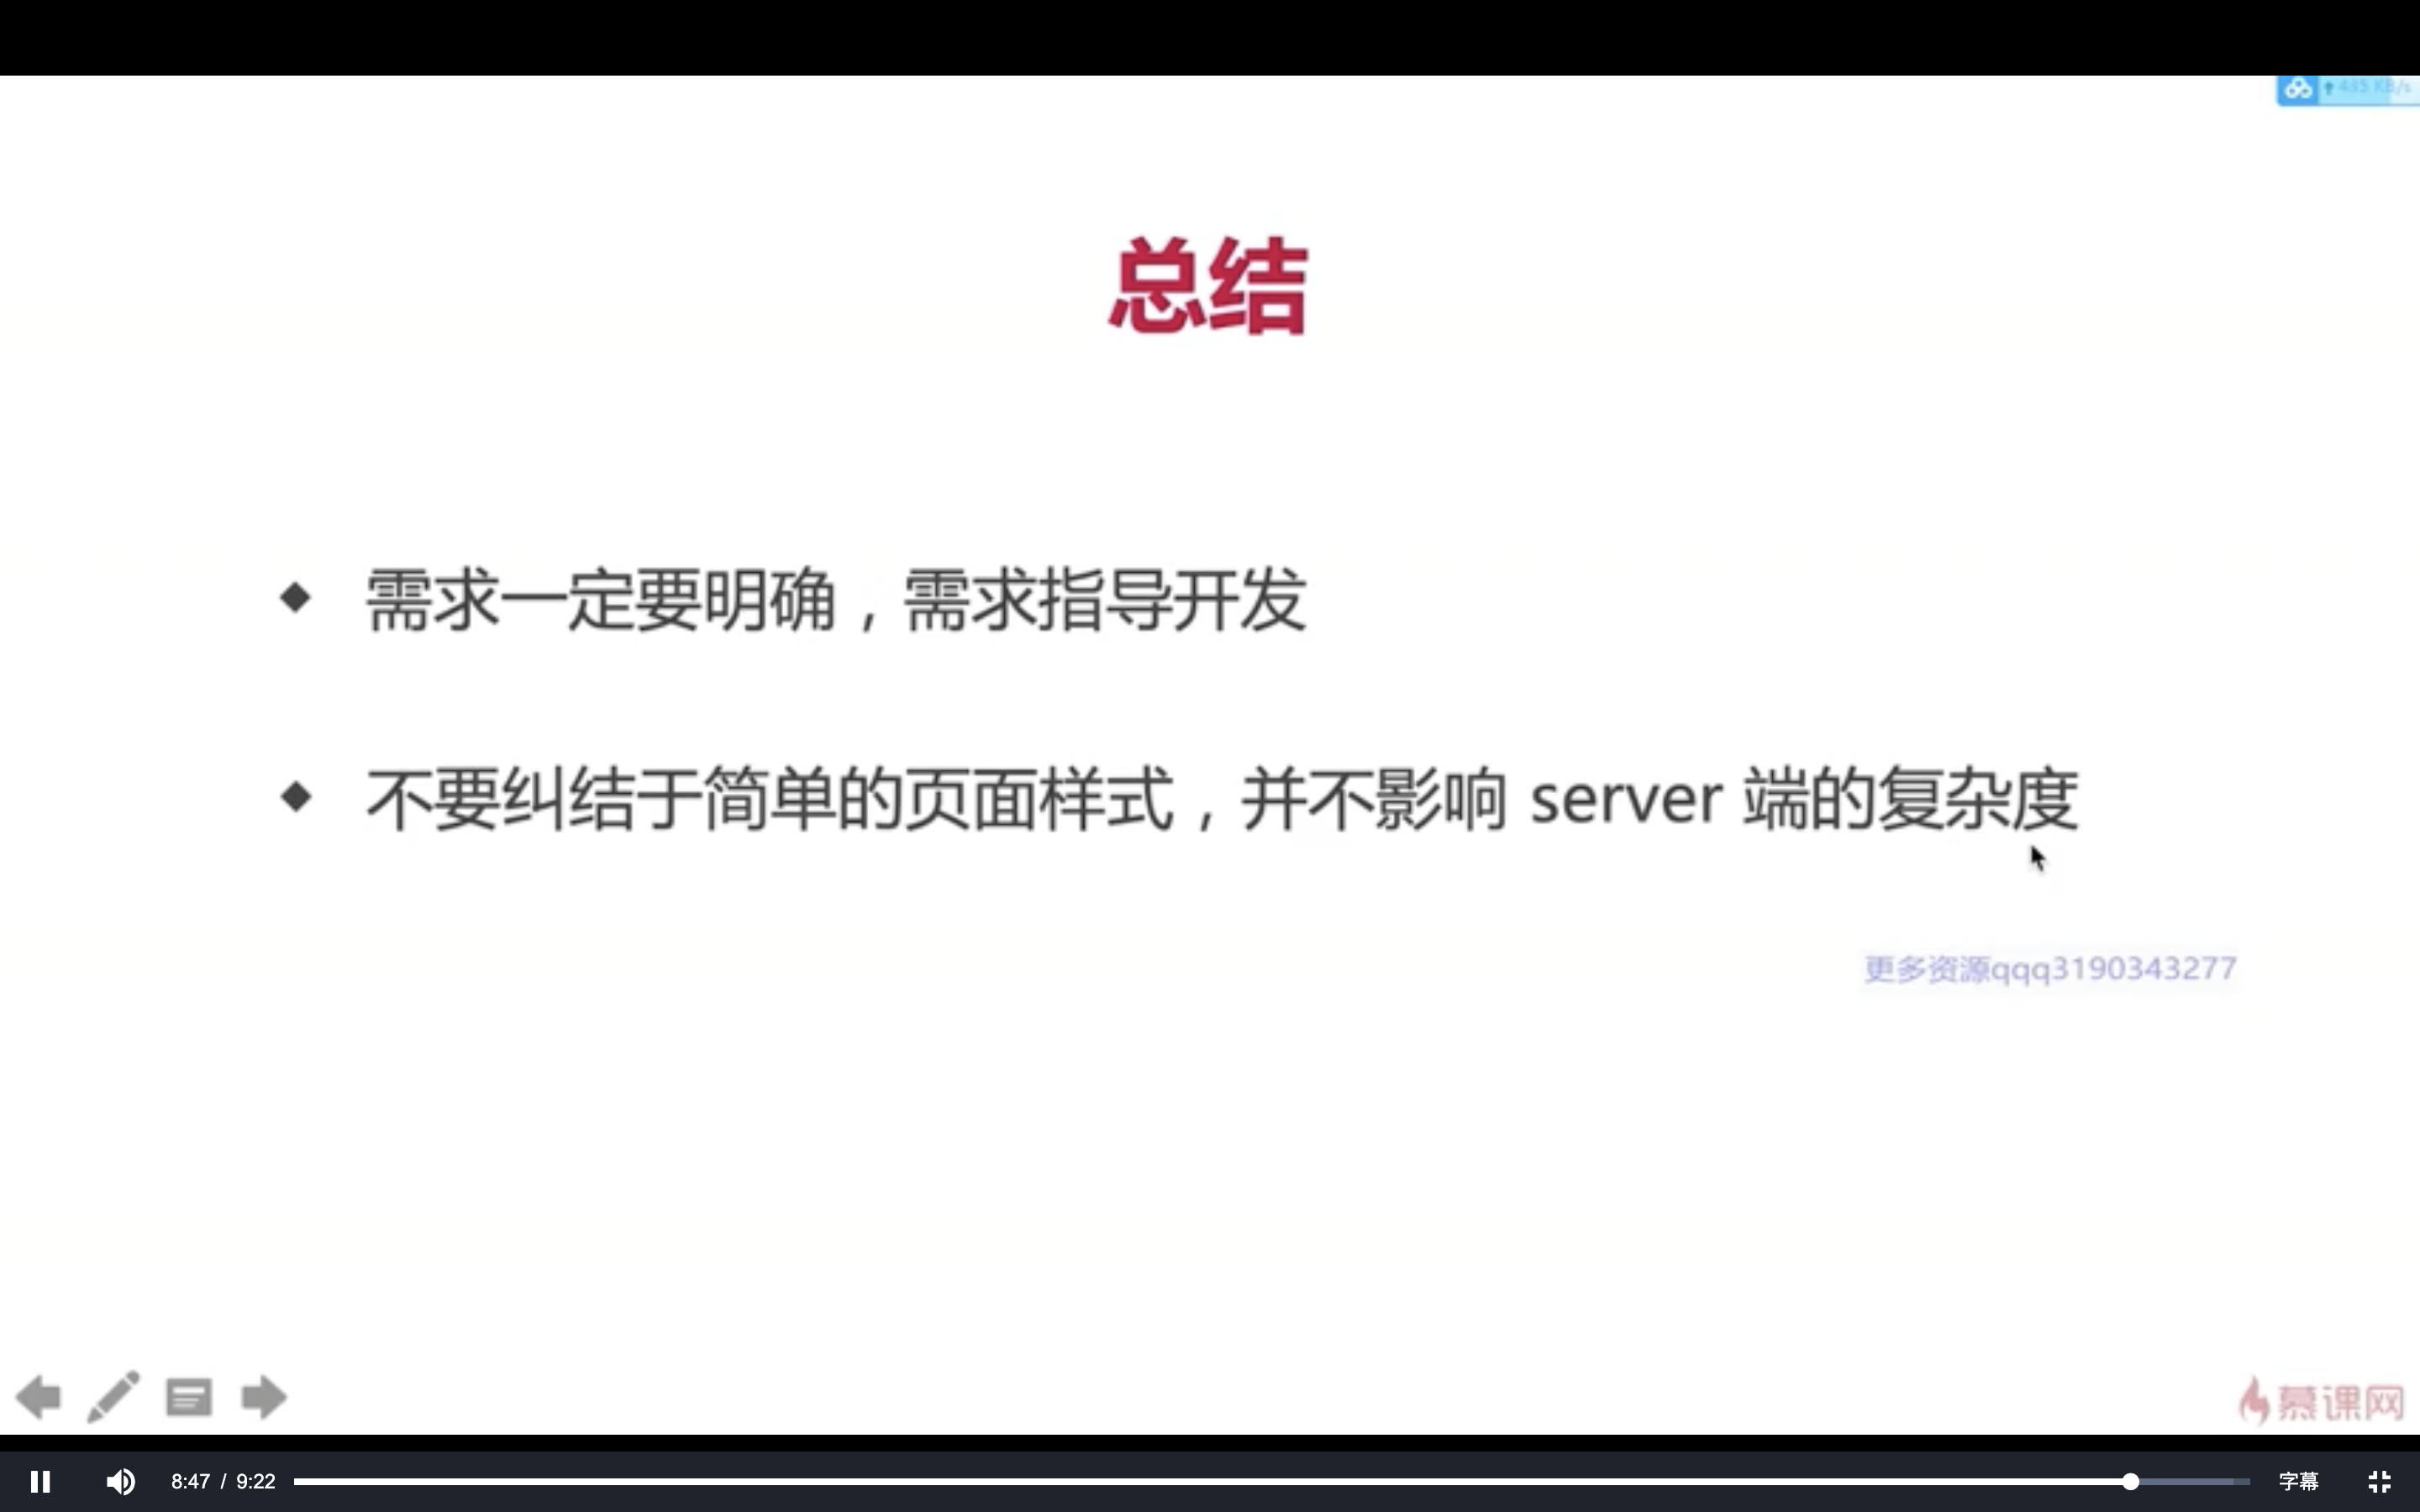 435 KB/s
总结
◆ 需求一定要明确，需求指导开发
◆ 不要纠结于简单的页面样式，并不影响 server 端的复杂度
更多资源qqq3190343277
慕课网
8:47 / 9:22
字幕